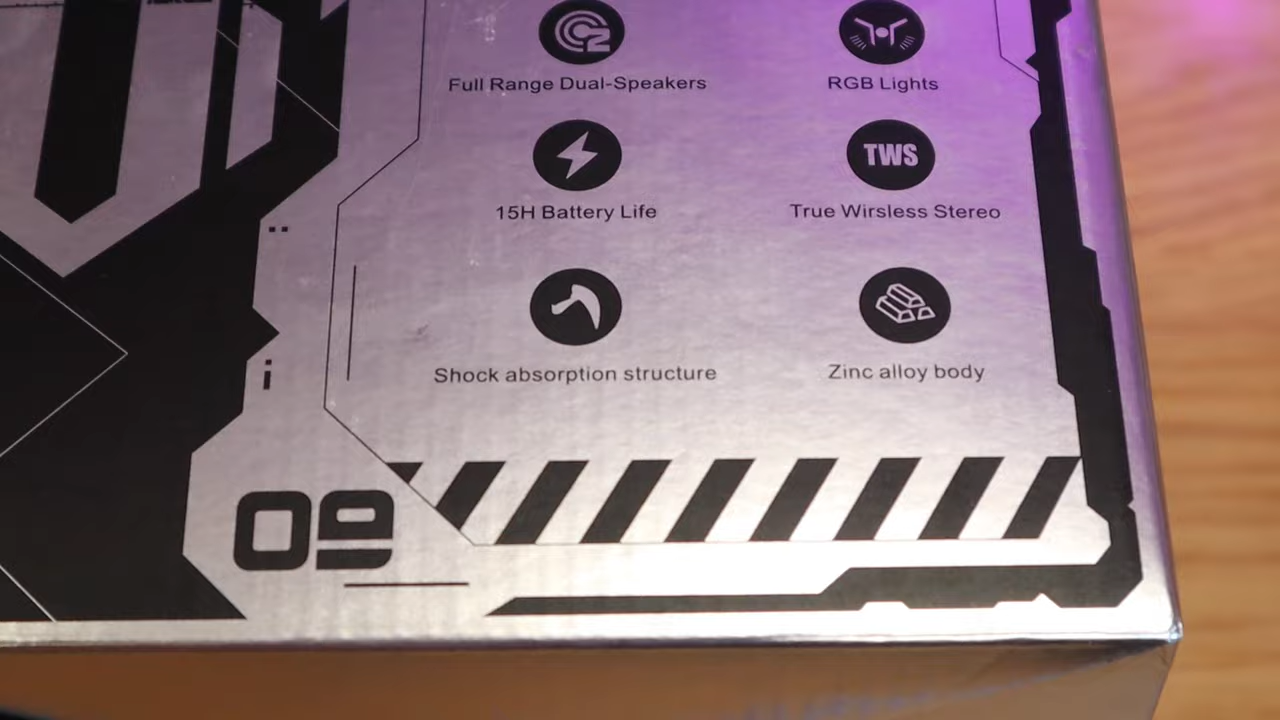 Full Range Dual-Speakers
RGB Lights
TWS
15H Battery Life
True Wirsless Stereo
Shock absorption structure
Zinc alloy body
09